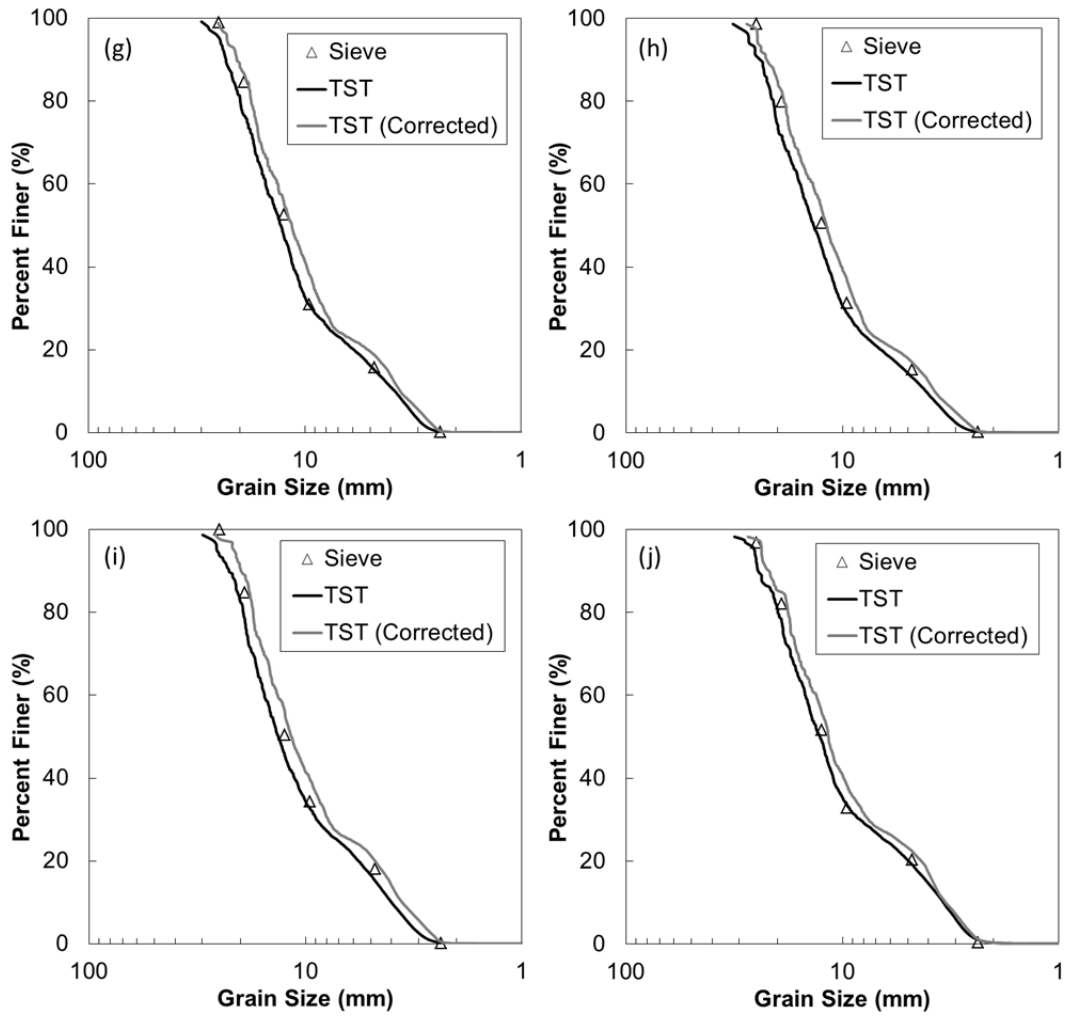 (g)
Sieve
TST
TST (Corrected)
Percent Finer (%)
100
80
60
40
20
0
100
10
1
Grain Size (mm)
(h)
Sieve
TST
TST (Corrected)
Percent Finer (%)
100
80
60
40
20
0
100
10
1
Grain Size (mm)
(i)
Sieve
TST
TST (Corrected)
Percent Finer (%)
100
80
60
40
20
0
100
10
1
Grain Size (mm)
(j)
Sieve
TST
TST (Corrected)
Percent Finer (%)
100
80
60
40
20
0
100
10
1
Grain Size (mm)